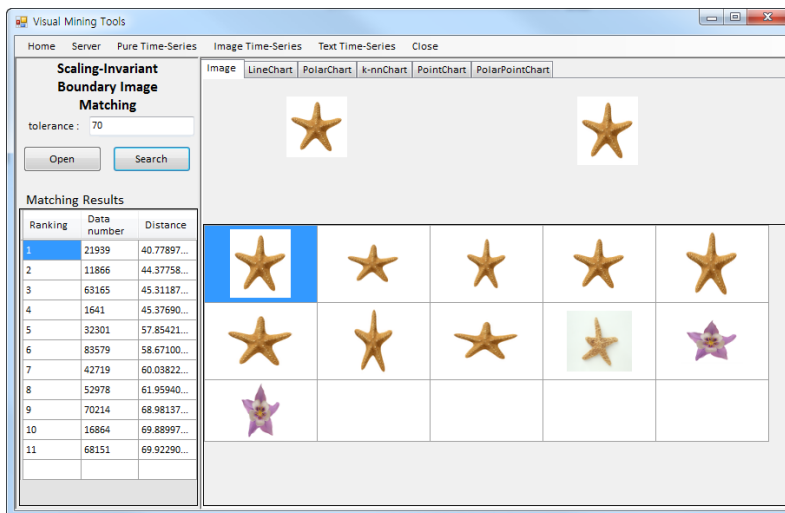 Visual Mining Tools
Home Server Pure Time-Series Image Time-Series Text Time-Series Close
Scaling-Invariant
Boundary Image
Matching
tolerance : 70
Open Search
Matching Results
Ranking Data number Distance
1 21939 40.77897...
2 11866 44.37758...
3 63165 45.31187...
4 1641 45.37690...
5 32301 57.85421...
6 83579 58.67100...
7 42719 60.03822...
8 52978 61.95940...
9 70214 68.98137...
10 16864 69.88997...
11 68151 69.92290...
Image LineChart PolarChart k-nnChart PointChart PolarPointChart